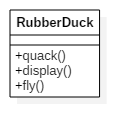 RubberDuck
+quack()
+display()
+fly()